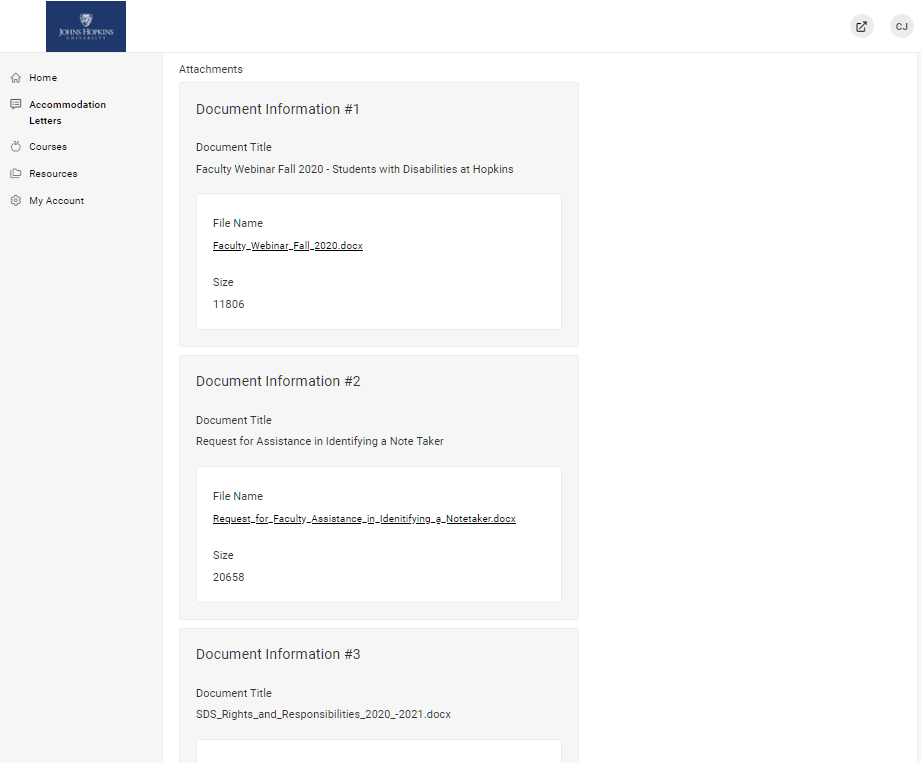 JOHNS HOPKINS
UNIVERSITY
CJ
Home
Accommodation
Letters
Courses
Resources
My Account
Attachments
Document Information #1
Document Title
Faculty Webinar Fall 2020 - Students with Disabilities at Hopkins
File Name
Faculty_Webinar_Fall_2020.docx
Size
11806
Document Information #2
Document Title
Request for Assistance in Identifying a Note Taker
File Name
Request_for_Faculty_Assistance_in_Idenitifying_a_Notetaker.docx
Size
20658
Document Information #3
Document Title
SDS_Rights_and_Responsibilities_2020_-2021.docx